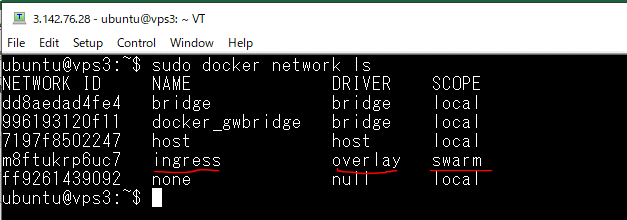 3.142.76.28 - ubuntu@vps3: ~ VT
File Edit Setup Control Window Help
ubuntu@vps3:~$ sudo docker network ls
NETWORK ID NAME DRIVER SCOPE
dd8aedad4fe4 bridge bridge local
996193120f11 docker_gwbridge bridge local
7197f8502247 host host local
m8ftukrp6uc7 ingress overlay swarm
ff9261439092 none null local
ubuntu@vps3:~$